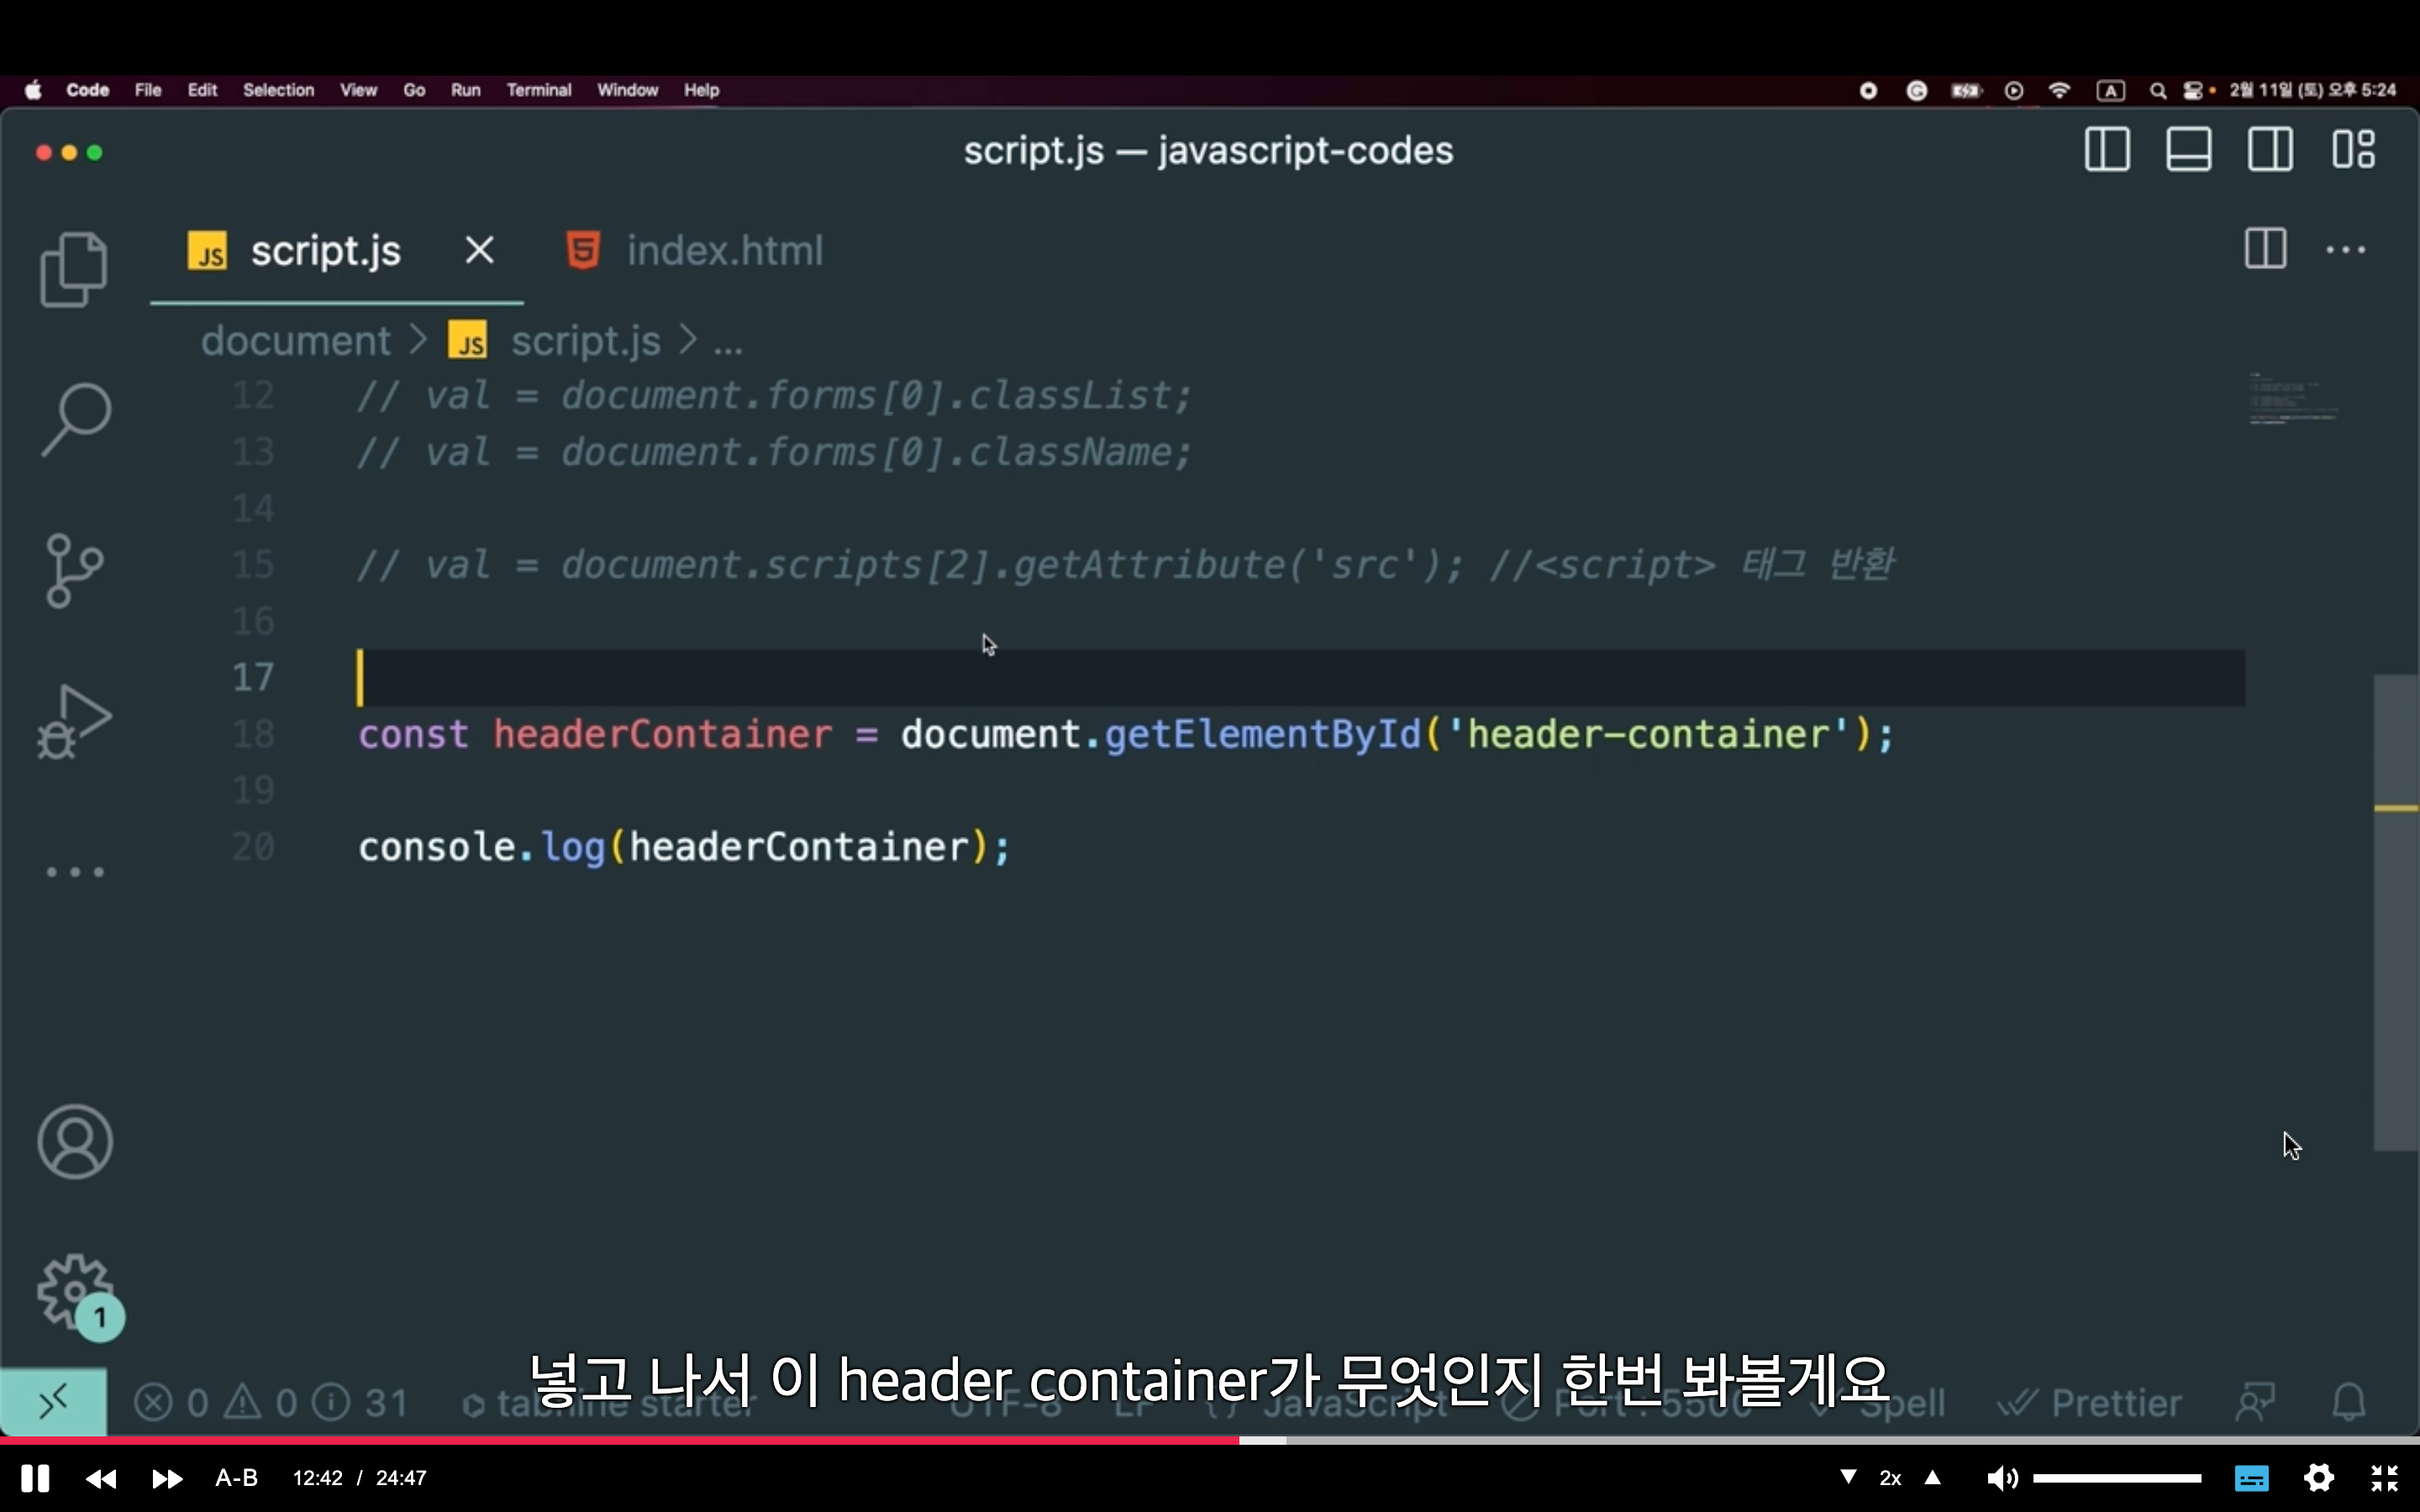 Code File Edit Selection View Go Run Terminal Window Help A 2월 11일 (토) 오후 5:24
script.js — javascript-codes
JS script.js index.html
document > JS script.js > ...
12 // val = document.forms[0].classList;
13 // val = document.forms[0].className;
14
15 // val = document.scripts[2].getAttribute('src'); //<script> 태그 반환
16
17
18 const headerContainer = document.getElementById('header-container');
19
20 console.log(headerContainer);
1
넣고 나서 이 header container가 무엇인지 한번 봐볼게요
0 0 31 tabnine starter UTF-8 LF {} JavaScript Port : 5500 Spell Prettier
A-B 12:42 / 24:47 2x